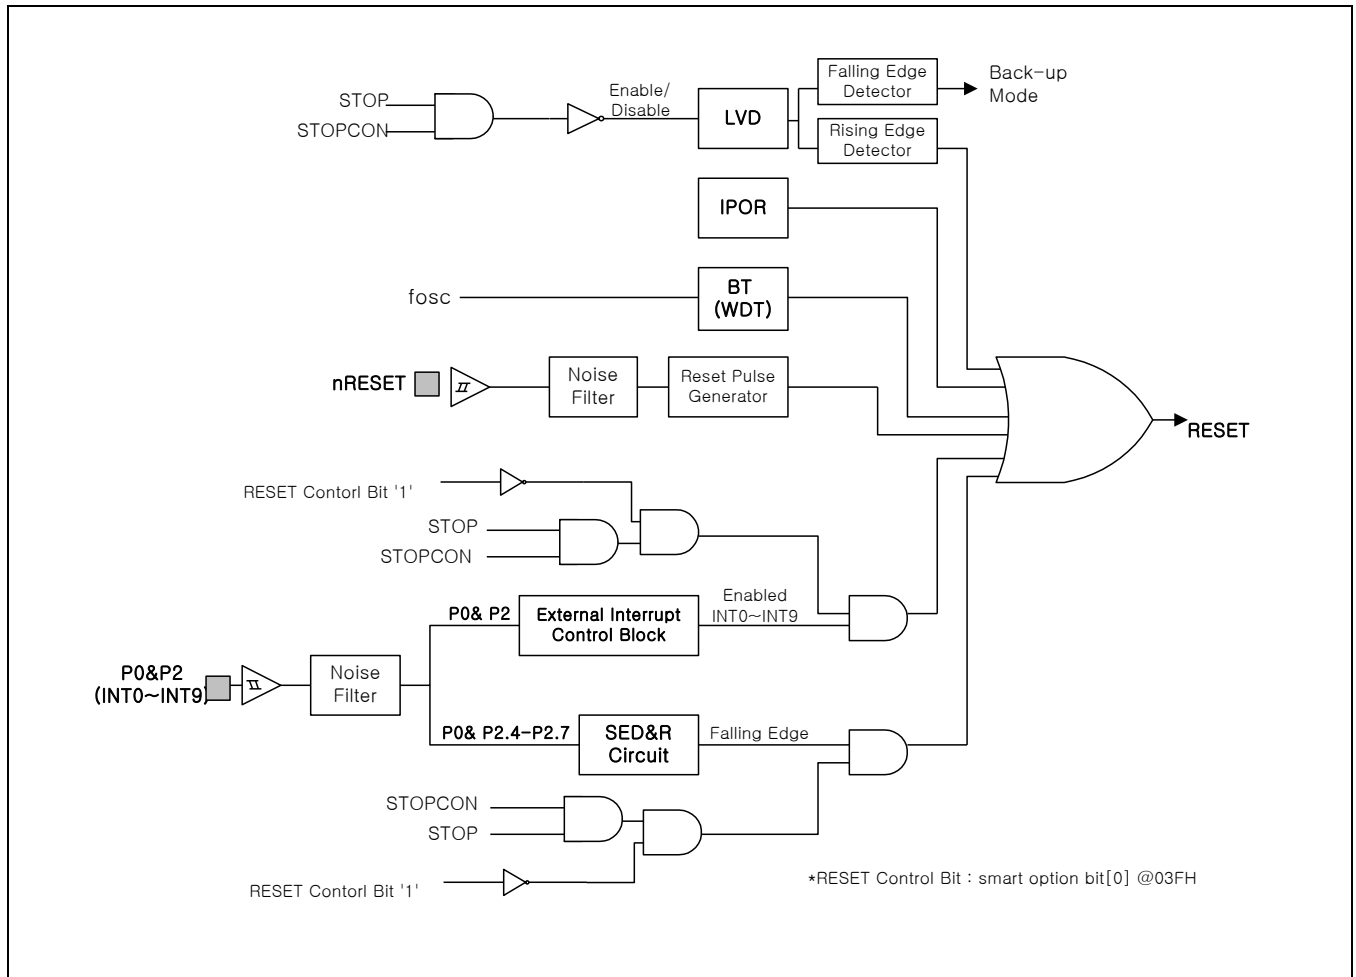 Falling Edge
Detector
Back-up
Mode
STOP
STOPCON
Enable/
Disable
LVD
Rising Edge
Detector
IPOR
fosc
BT
(WDT)
nRESET
Noise
Filter
Reset Pulse
Generator
RESET
RESET Contorl Bit '1'
STOP
STOPCON
P0& P2
External Interrupt
Control Block
Enabled
INT0~INT9
P0&P2
(INT0~INT9)
Noise
Filter
P0& P2.4-P2.7
SED&R
Circuit
Falling Edge
STOPCON
STOP
RESET Contorl Bit '1'
*RESET Control Bit : smart option bit[0] @03FH